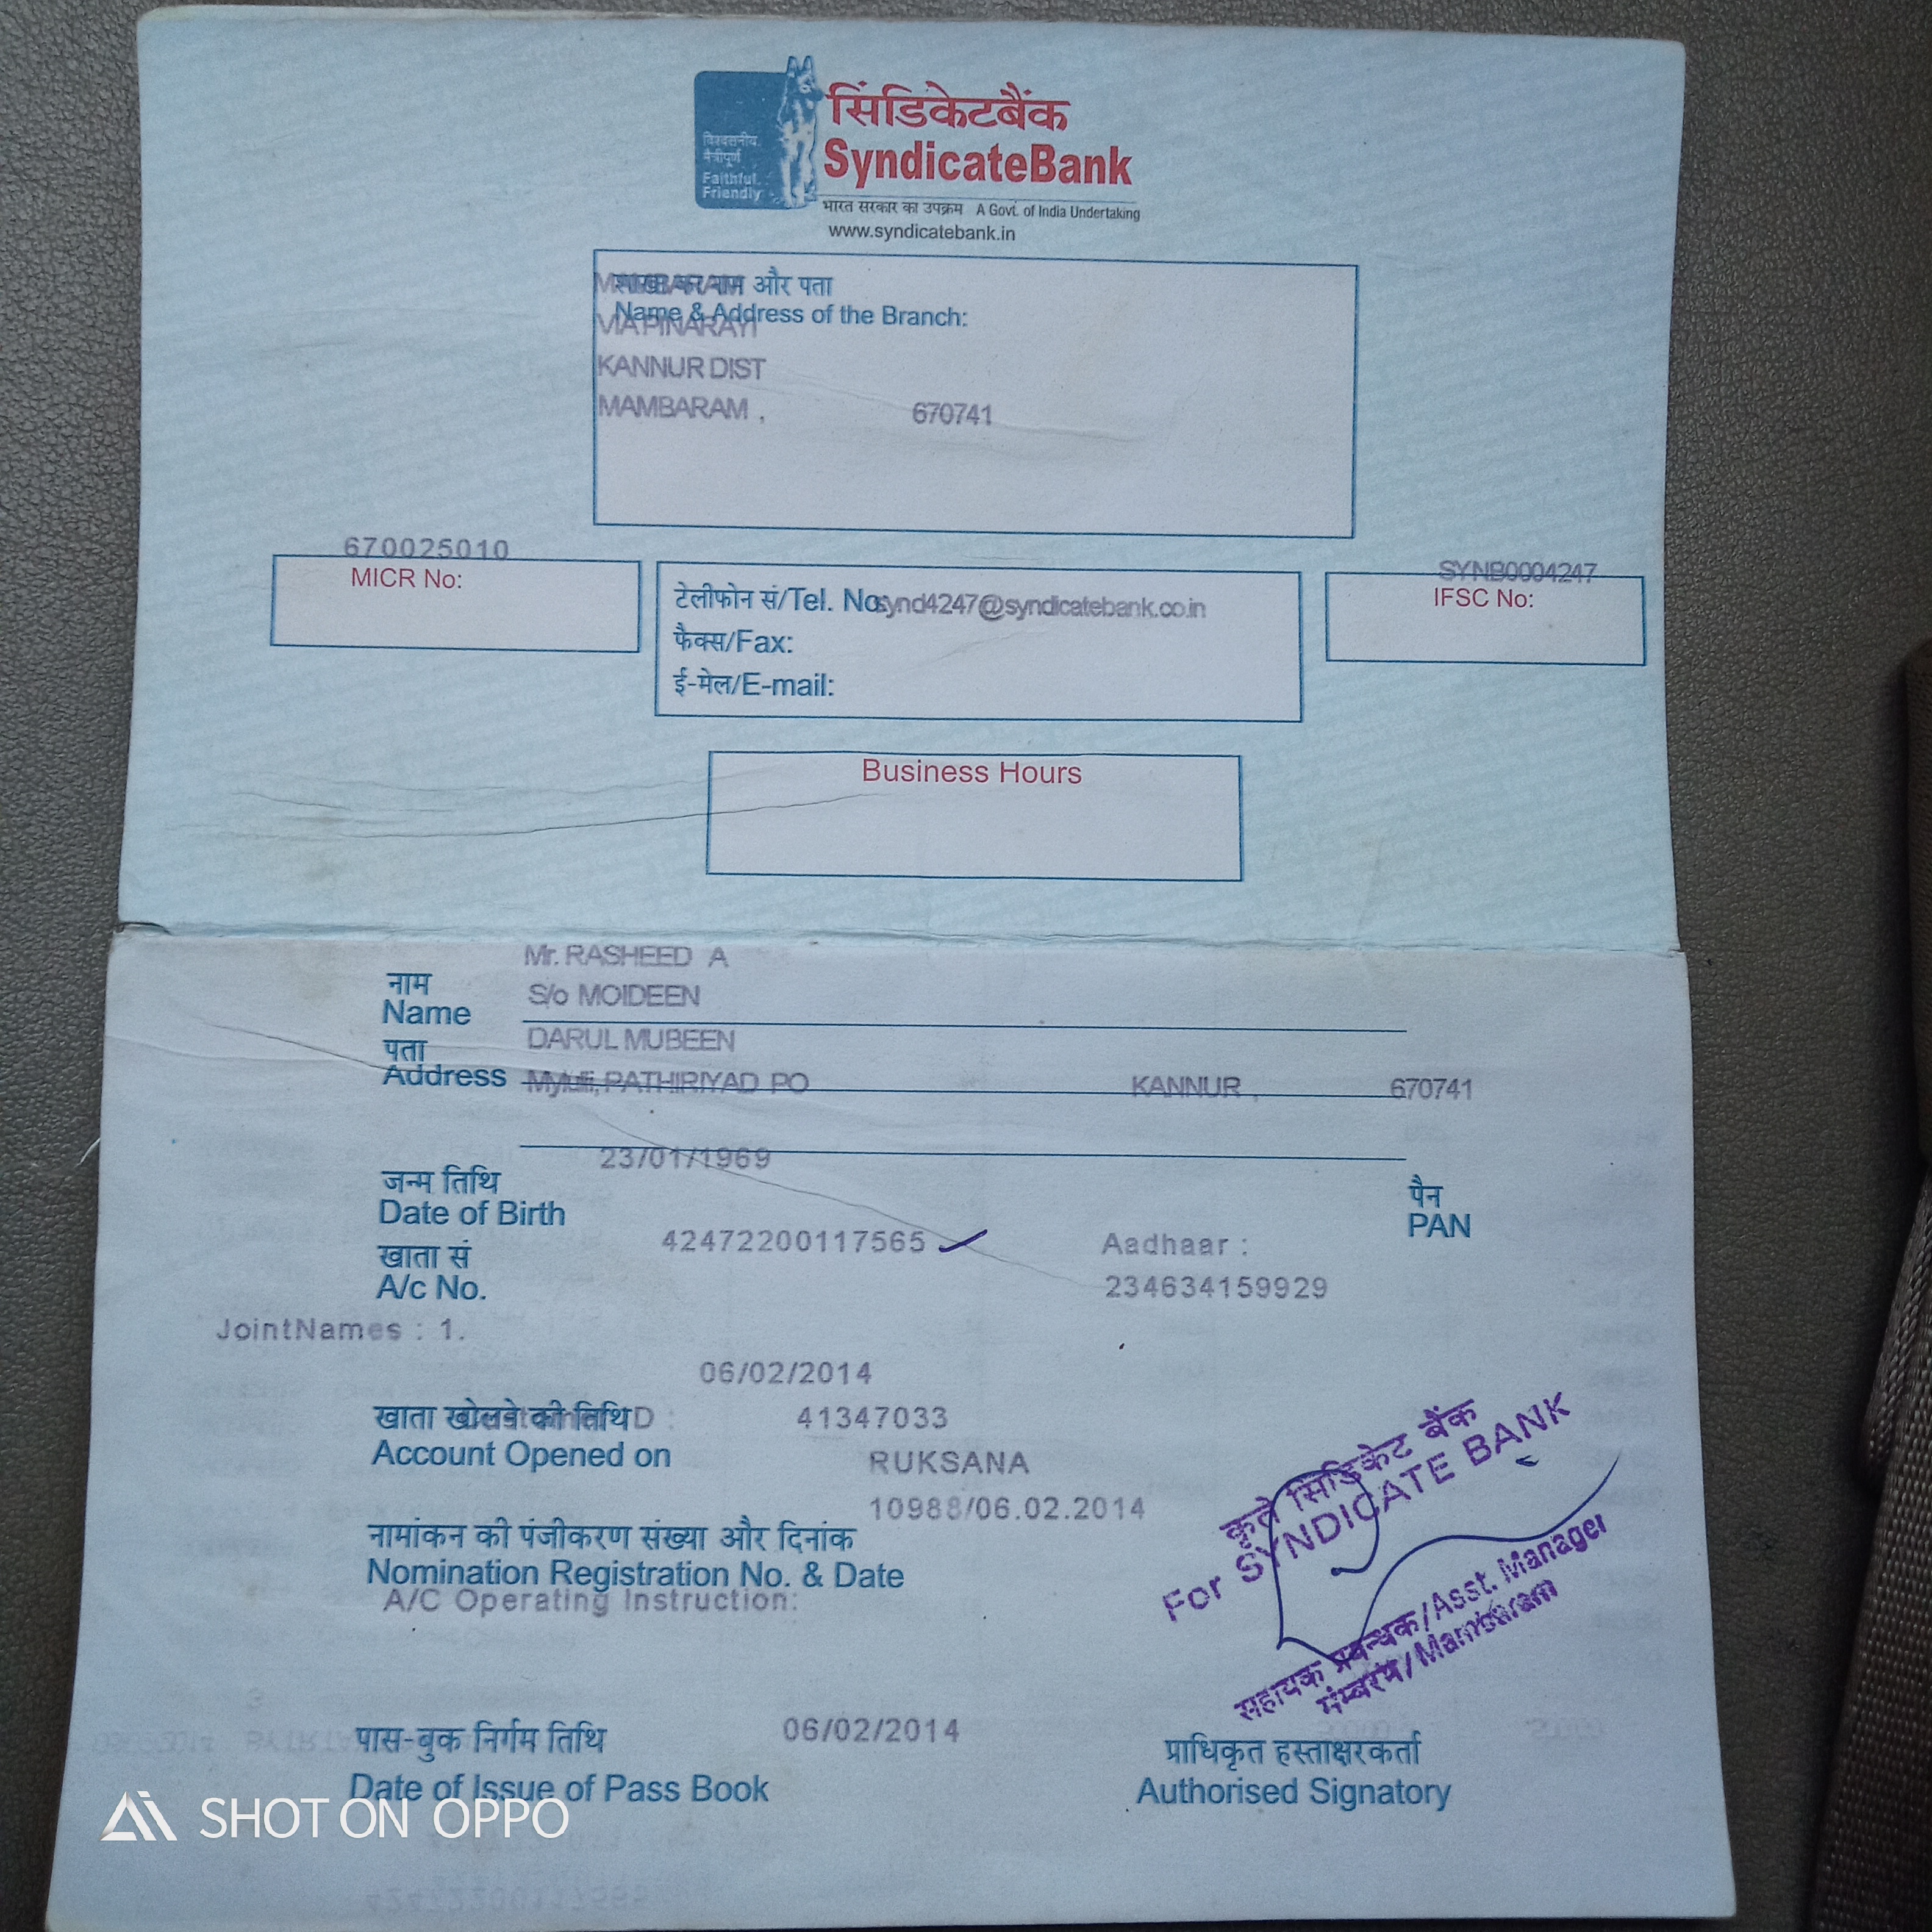 विश्वसनीय
मैत्रीपूर्ण
Faithful.
Friendly
सिंडिकेटबैंक
SyndicateBank
भारत सरकार का उपक्रम A Govt. of India Undertaking
www.syndicatebank.in
और पता
Name & Address of the Branch:
VIA PINARAYI
KANNUR DIST
MAMBARAM , 670741
670025010
MICR No:
टेलीफोन सं/Tel. No synd4247@syndicatebank.co.in
फैक्स/Fax:
ई-मेल/E-mail:
SYNB0004247
IFSC No:
Business Hours
Mr. RASHEED A
नाम
Name
S/o MOIDEEN
पता
DARUL MUBEEN
Address
PATHIRIYAD PO KANNUR , 670741
23/01/1969
जन्म तिथि
Date of Birth
पैन
PAN
खाता सं
A/c No.
42472200117565
Aadhaar :
234634159929
JointNames : 1.
06/02/2014
खाता खोलने की तिथि
41347033
Account Opened on
RUKSANA
10988/06.02.2014
नामांकन की पंजीकरण संख्या और दिनांक
Nomination Registration No. & Date
A/C Operating Instruction:
कृते सिंडिकेट बैंक
For SYNDICATE BANK
सहायक प्रबन्धक/Asst. Manager
मंम्बरम/Mambaram
पास-बुक निर्गम तिथि 06/02/2014
Date of Issue of Pass Book
प्राधिकृत हस्ताक्षरकर्ता
Authorised Signatory
SHOT ON OPPO